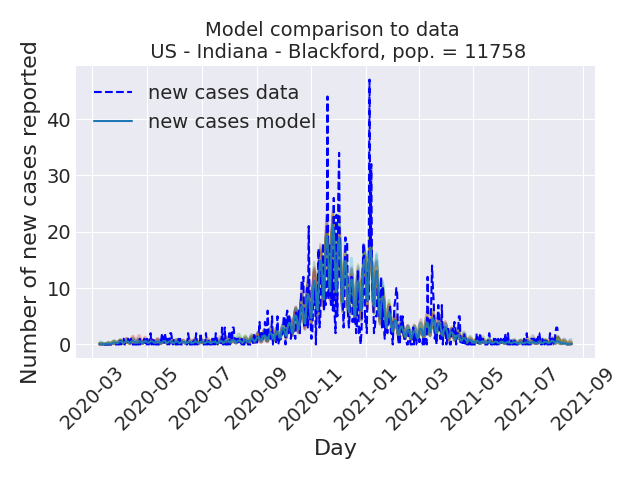 Model comparison to data
US - Indiana - Blackford, pop. = 11758
Number of new cases reported
new cases data
new cases model
40
30
20
10
0
2020-03
2020-05
2020-07
2020-09
2020-11
2021-01
2021-03
2021-05
2021-07
2021-09
Day